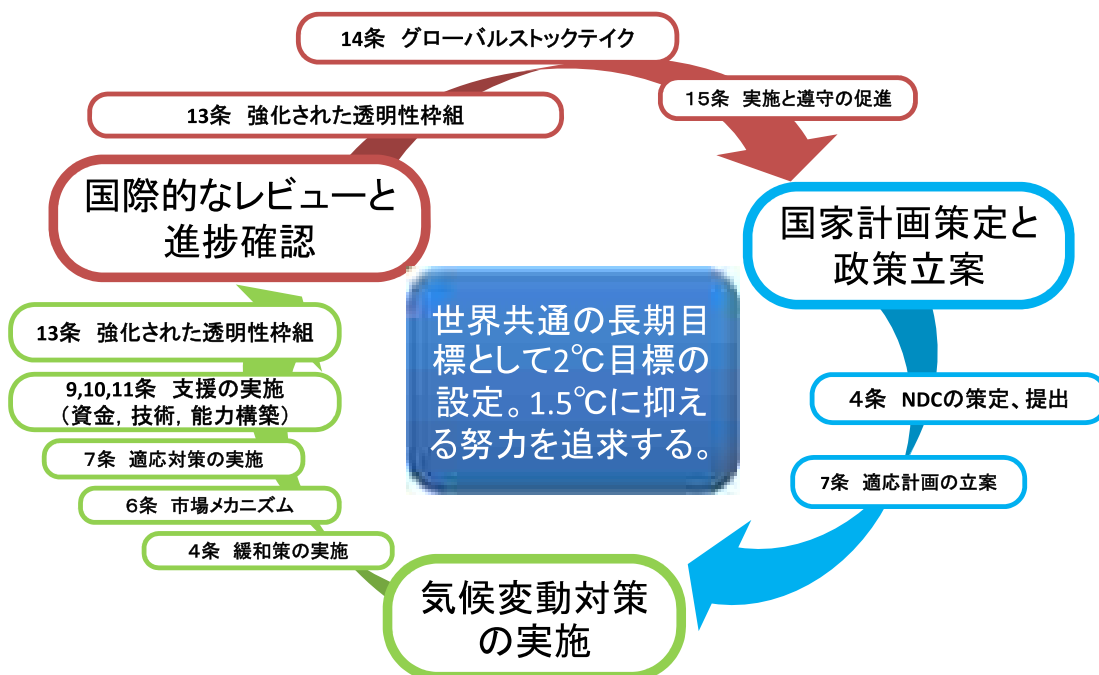 14条　グローバルストックテイク
13条　強化された透明性枠組
15条　実施と遵守の促進
国際的なレビューと
進捗確認
国家計画策定と
政策立案
世界共通の長期目
標として2℃目標の
設定。1.5℃に抑え
る努力を追求する。
4条　NDCの策定、提出
7条　適応計画の立案
気候変動対策
の実施
13条　強化された透明性枠組
9,10,11条　支援の実施
（資金，技術，能力構築）
7条　適応対策の実施
6条　市場メカニズム
4条　緩和策の実施